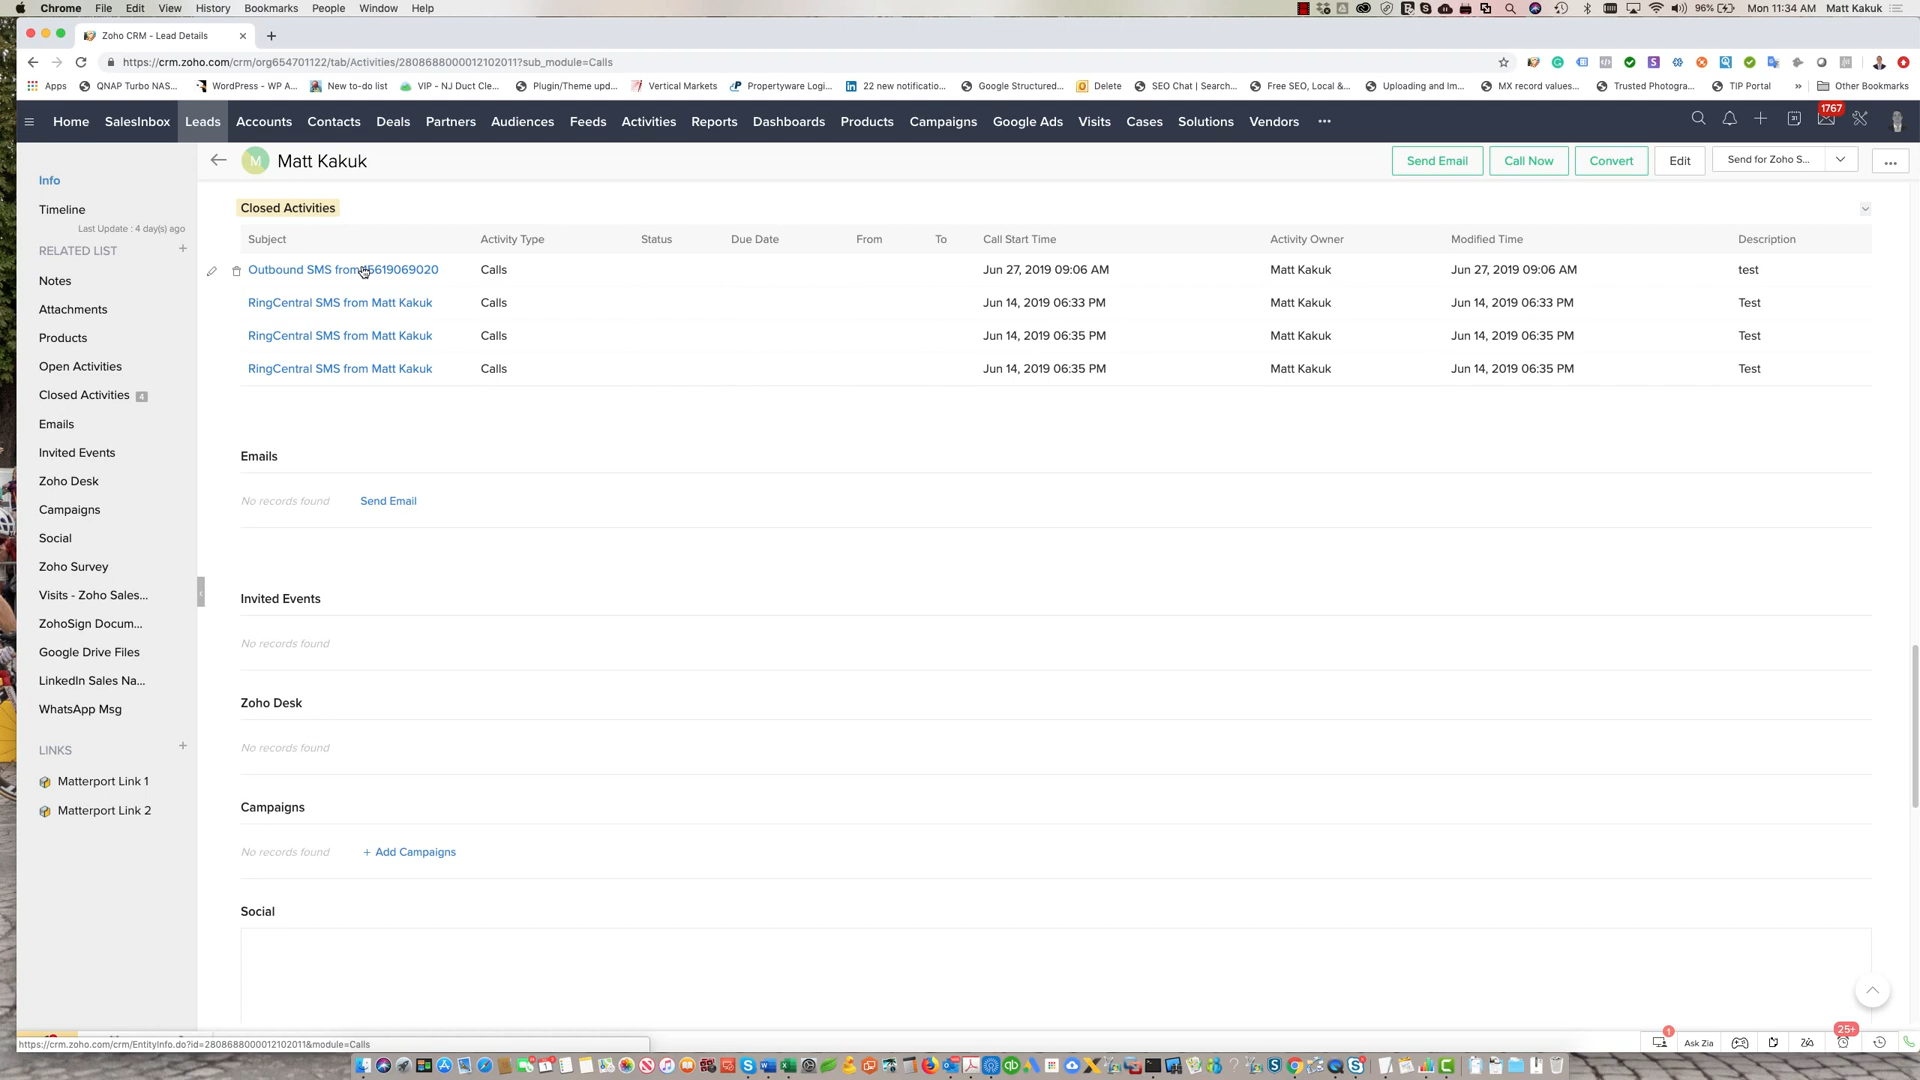 Chrome File Edit View History Bookmarks People Window Help 96% Mon 11:34 AM Matt Kakuk
Zoho CRM - Lead Details
https://crm.zoho.com/crm/org654701122/tab/Activities/2808688000012102011?sub_module=Calls
Apps QNAP Turbo NAS... WordPress - WP A... New to-do list VIP - NJ Duct Cle... Plugin/Theme upd... Vertical Markets Propertyware Logi... 22 new notificatio... Google Structured... Delete SEO Chat | Search... Free SEO, Local &... Uploading and Im... MX record values... Trusted Photogra... TIP Portal » Other Bookmarks
Home SalesInbox Leads Accounts Contacts Deals Partners Audiences Feeds Activities Reports Dashboards Products Campaigns Google Ads Visits Cases Solutions Vendors ••• 1767
M Matt Kakuk Send Email Call Now Convert Edit Send for Zoho S... ...
Info
Timeline
Last Update : 4 day(s) ago
RELATED LIST +
Notes
Attachments
Products
Open Activities
Closed Activities 4
Emails
Invited Events
Zoho Desk
Campaigns
Social
Zoho Survey
Visits - Zoho Sales...
ZohoSign Docum...
Google Drive Files
LinkedIn Sales Na...
WhatsApp Msg
LINKS +
Matterport Link 1
Matterport Link 2
Closed Activities
Subject Activity Type Status Due Date From To Call Start Time Activity Owner Modified Time Description
Outbound SMS from 15619069020 Calls Jun 27, 2019 09:06 AM Matt Kakuk Jun 27, 2019 09:06 AM test
RingCentral SMS from Matt Kakuk Calls Jun 14, 2019 06:33 PM Matt Kakuk Jun 14, 2019 06:33 PM Test
RingCentral SMS from Matt Kakuk Calls Jun 14, 2019 06:35 PM Matt Kakuk Jun 14, 2019 06:35 PM Test
RingCentral SMS from Matt Kakuk Calls Jun 14, 2019 06:35 PM Matt Kakuk Jun 14, 2019 06:35 PM Test
Emails
No records found Send Email
Invited Events
No records found
Zoho Desk
No records found
Campaigns
No records found + Add Campaigns
Social
https://crm.zoho.com/crm/EntityInfo.do?id=2808688000012102011&module=Calls
1 Ask Zia 25+